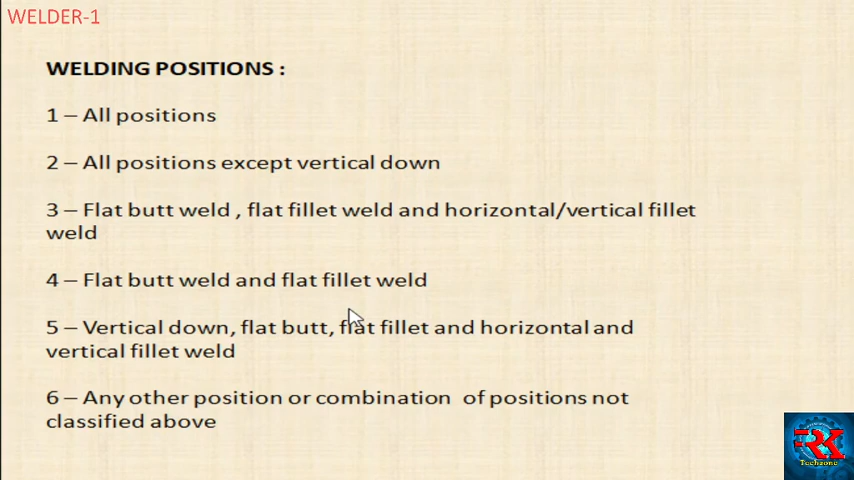 WELDER-1
WELDING POSITIONS :
1 – All positions
2 – All positions except vertical down
3 – Flat butt weld , flat fillet weld and horizontal/vertical fillet
weld
4 – Flat butt weld and flat fillet weld
5 – Vertical down, flat butt, flat fillet and horizontal and
vertical fillet weld
6 – Any other position or combination of positions not
classified above
RK
Techzone